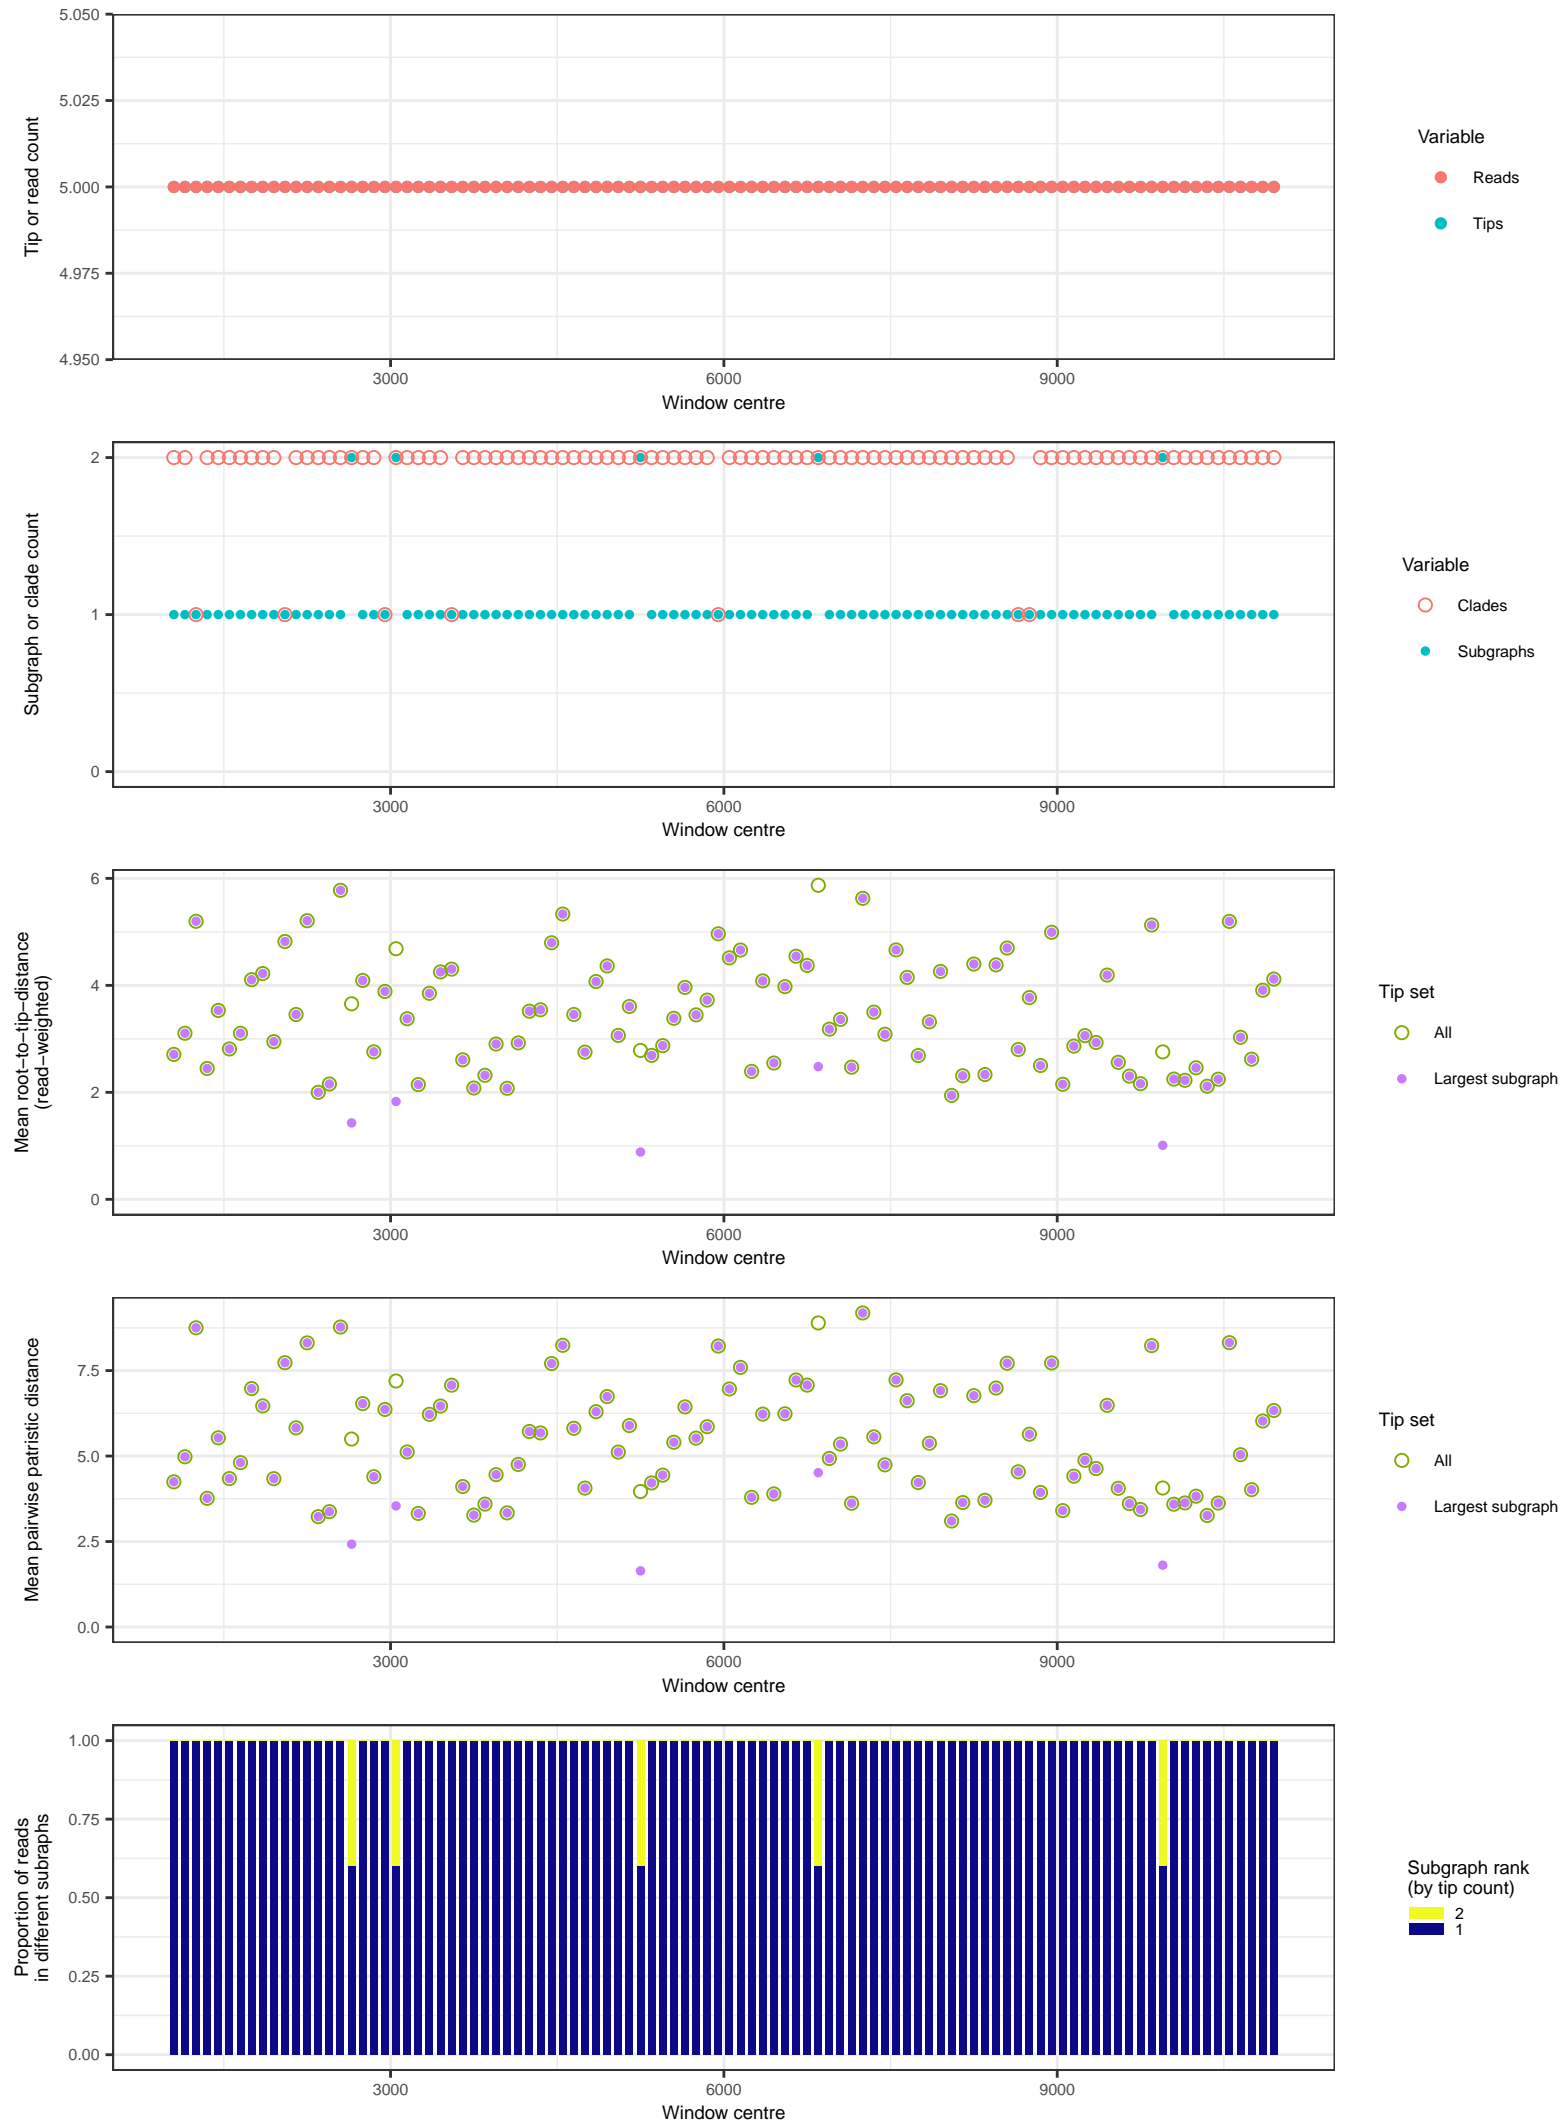 5.050
5.025
5.000
4.975
4.950
Tip or read count
3000 6000 9000
Window centre
Variable
Reads
Tips
2
1
0
Subgraph or clade count
3000 6000 9000
Window centre
Variable
Clades
Subgraphs
6
4
2
0
Mean root−to−tip−distance
(read−weighted)
3000 6000 9000
Window centre
Tip set
All
Largest subgraph
7.5
5.0
2.5
0.0
Mean pairwise patristic distance
3000 6000 9000
Window centre
Tip set
All
Largest subgraph
1.00
0.75
0.50
0.25
0.00
Proportion of reads
in different subraphs
3000 6000 9000
Window centre
Subgraph rank
(by tip count)
2
1